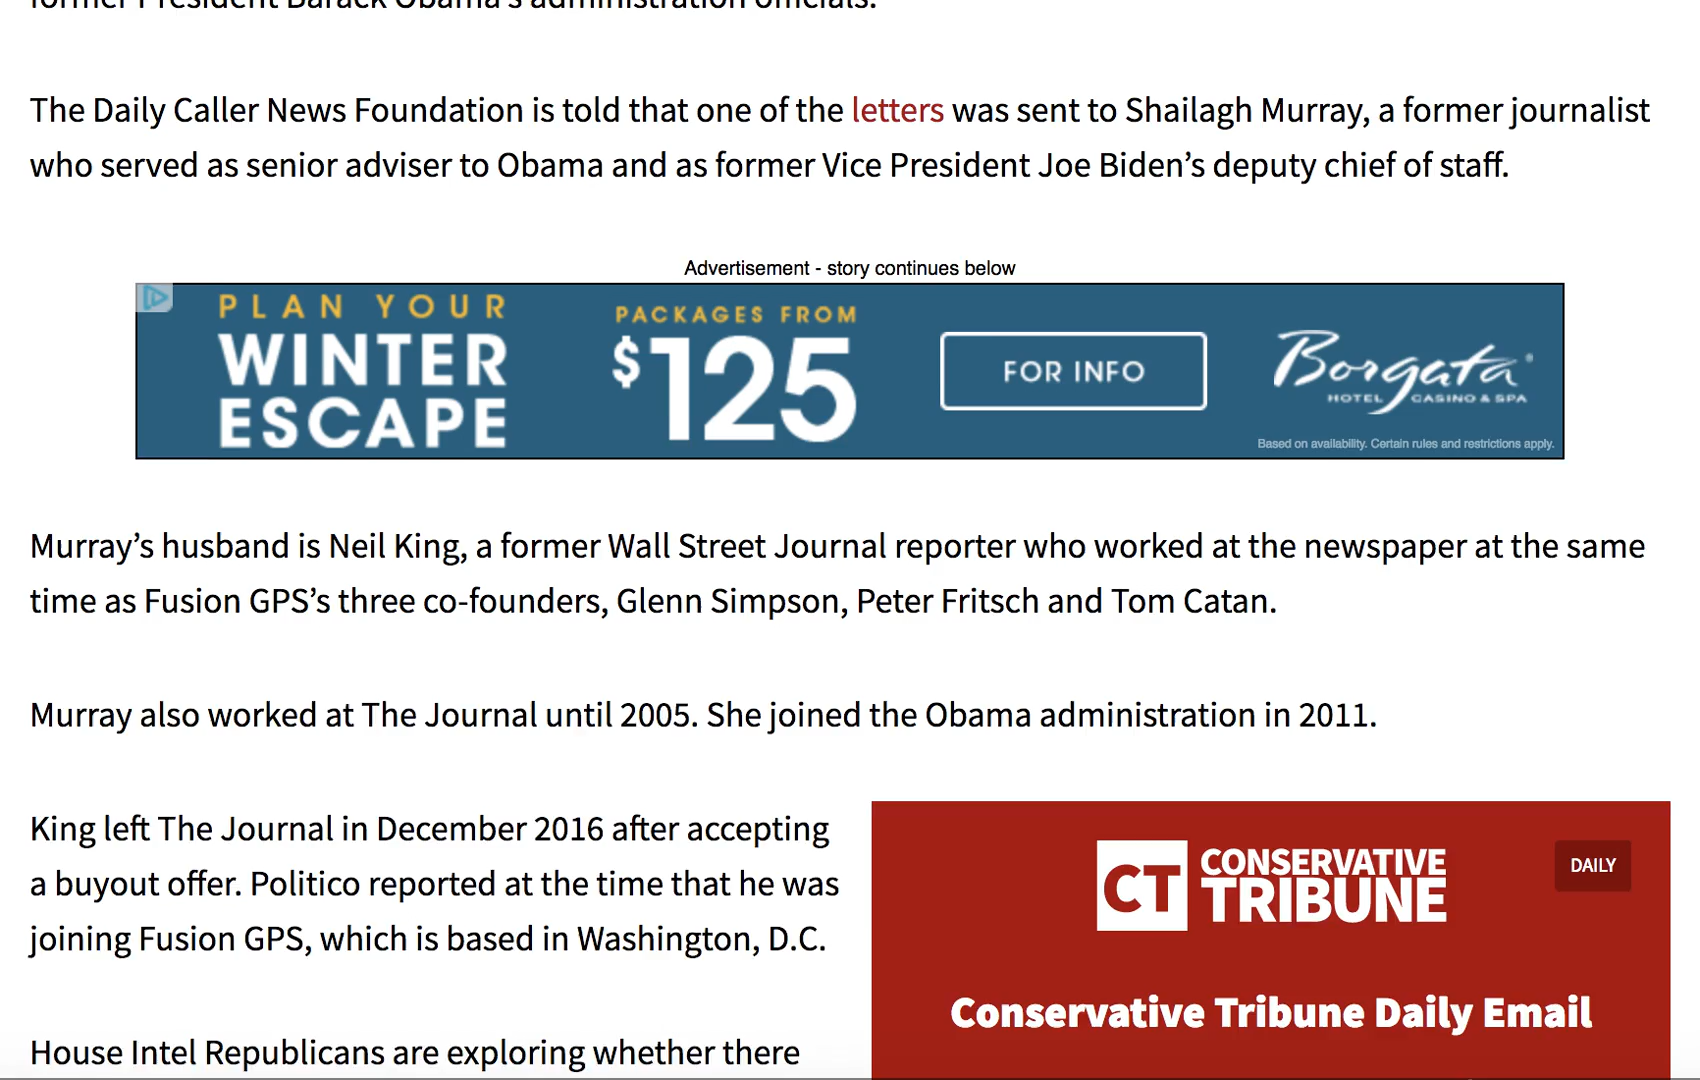 former President Barack Obama's administration officials.
The Daily Caller News Foundation is told that one of the letters was sent to Shailagh Murray, a former journalist
who served as senior adviser to Obama and as former Vice President Joe Biden’s deputy chief of staff.
Advertisement - story continues below
PLAN YOUR
WINTER
ESCAPE
PACKAGES FROM
$125
FOR INFO
Borgata
HOTEL CASINO & SPA
Based on availability. Certain rules and restrictions apply.
Murray’s husband is Neil King, a former Wall Street Journal reporter who worked at the newspaper at the same
time as Fusion GPS’s three co-founders, Glenn Simpson, Peter Fritsch and Tom Catan.
Murray also worked at The Journal until 2005. She joined the Obama administration in 2011.
King left The Journal in December 2016 after accepting
a buyout offer. Politico reported at the time that he was
joining Fusion GPS, which is based in Washington, D.C.
House Intel Republicans are exploring whether there
CT CONSERVATIVE
TRIBUNE
DAILY
Conservative Tribune Daily Email